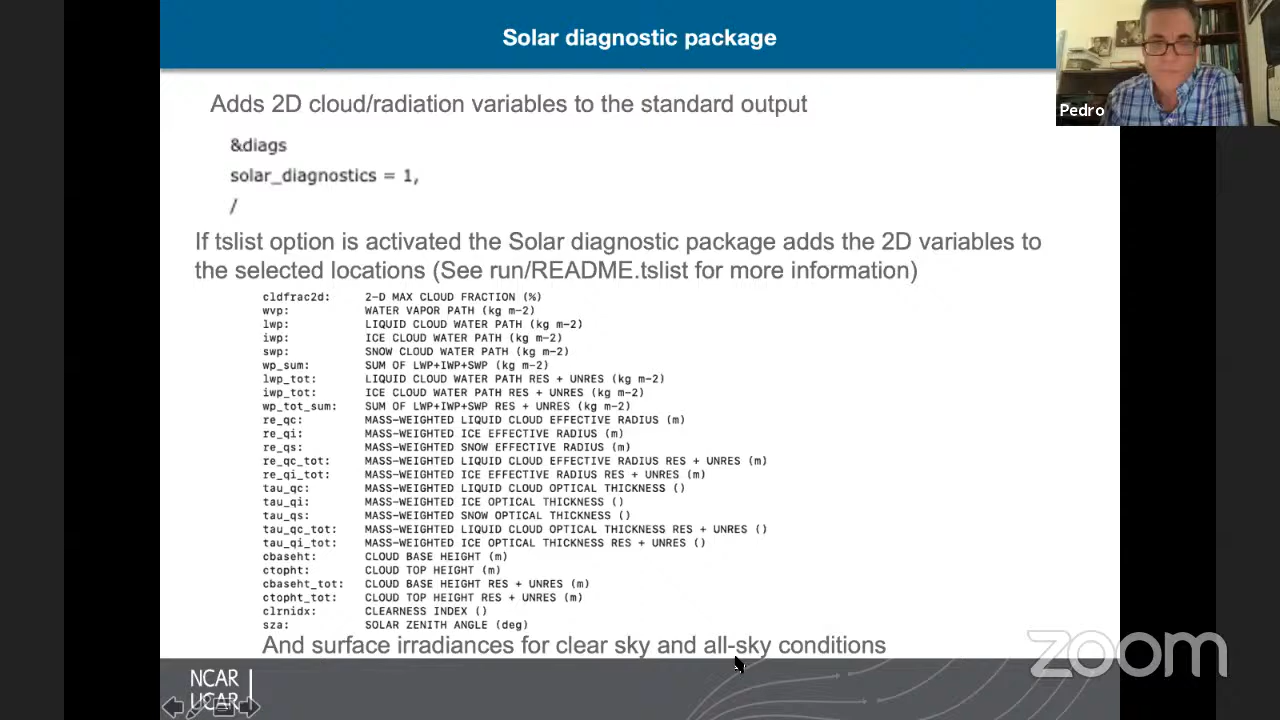 Solar diagnostic package
Pedro
Adds 2D cloud/radiation variables to the standard output
&diags
solar_diagnostics = 1,
/
If tslist option is activated the Solar diagnostic package adds the 2D variables to
the selected locations (See run/README.tslist for more information)
cldfrac2d: 2-D MAX CLOUD FRACTION (%)
wvp: WATER VAPOR PATH (kg m-2)
lwp: LIQUID CLOUD WATER PATH (kg m-2)
iwp: ICE CLOUD WATER PATH (kg m-2)
swp: SNOW CLOUD WATER PATH (kg m-2)
wp_sum: SUM OF LWP+IWP+SWP (kg m-2)
lwp_tot: LIQUID CLOUD WATER PATH RES + UNRES (kg m-2)
iwp_tot: ICE CLOUD WATER PATH RES + UNRES (kg m-2)
wp_tot_sum: SUM OF LWP+IWP+SWP RES + UNRES (kg m-2)
re_qc: MASS-WEIGHTED LIQUID CLOUD EFFECTIVE RADIUS (m)
re_qi: MASS-WEIGHTED ICE EFFECTIVE RADIUS (m)
re_qs: MASS-WEIGHTED SNOW EFFECTIVE RADIUS (m)
re_qc_tot: MASS-WEIGHTED LIQUID CLOUD EFFECTIVE RADIUS RES + UNRES (m)
re_qi_tot: MASS-WEIGHTED ICE EFFECTIVE RADIUS RES + UNRES (m)
tau_qc: MASS-WEIGHTED LIQUID CLOUD OPTICAL THICKNESS ()
tau_qi: MASS-WEIGHTED ICE OPTICAL THICKNESS ()
tau_qs: MASS-WEIGHTED SNOW OPTICAL THICKNESS ()
tau_qc_tot: MASS-WEIGHTED LIQUID CLOUD OPTICAL THICKNESS RES + UNRES ()
tau_qi_tot: MASS-WEIGHTED ICE OPTICAL THICKNESS RES + UNRES ()
cbaseht: CLOUD BASE HEIGHT (m)
ctopht: CLOUD TOP HEIGHT (m)
cbaseht_tot: CLOUD BASE HEIGHT RES + UNRES (m)
ctopht_tot: CLOUD TOP HEIGHT RES + UNRES (m)
clrnidx: CLEARNESS INDEX ()
sza: SOLAR ZENITH ANGLE (deg)
And surface irradiances for clear sky and all-sky conditions
zoom
NCAR
UCAR